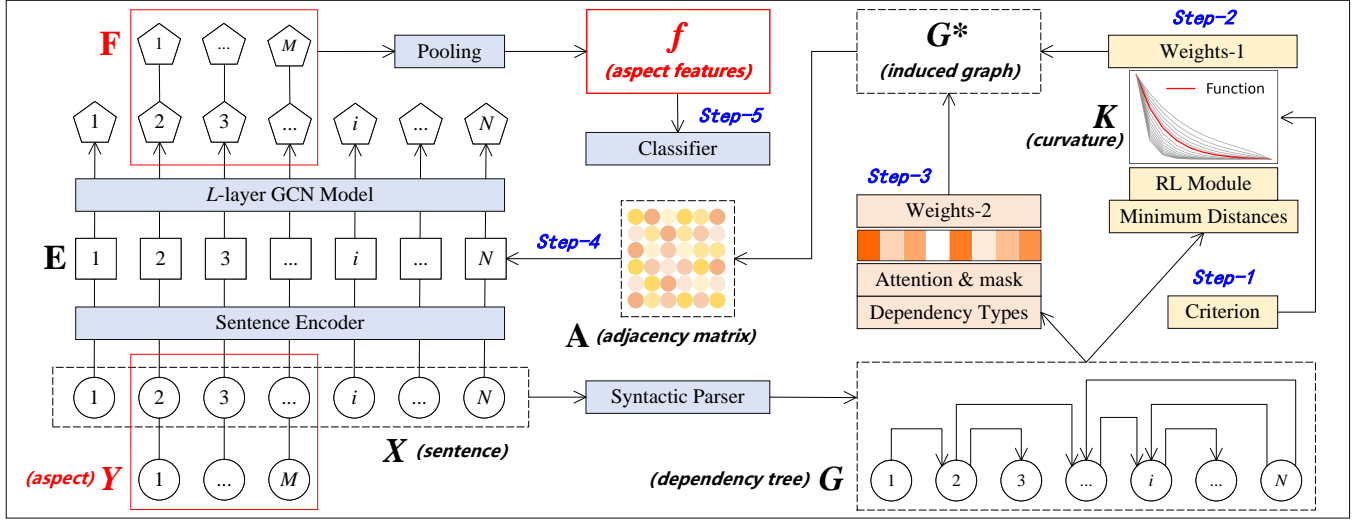 F
1
...
M
Pooling
f
(aspect features)
Step-5
Classifier
G*
(induced graph)
Step-2
Weights-1
Function
K
(curvature)
RL Module
Minimum Distances
Step-1
Criterion
1
2
3
...
i
...
N
L-layer GCN Model
E
1
2
3
...
i
...
N
Step-4
A (adjacency matrix)
Step-3
Weights-2
Attention & mask
Dependency Types
Sentence Encoder
1
2
3
...
i
...
N
X (sentence)
Syntactic Parser
(aspect) Y
1
...
M
1
2
3
...
i
...
N
(dependency tree) G